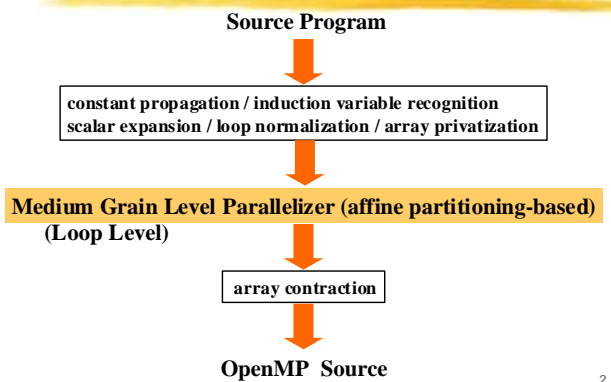 Source Program
constant propagation / induction variable recognition
scalar expansion / loop normalization / array privatization
Medium Grain Level Parallelizer (affine partitioning-based)
(Loop Level)
array contraction
OpenMP Source
2